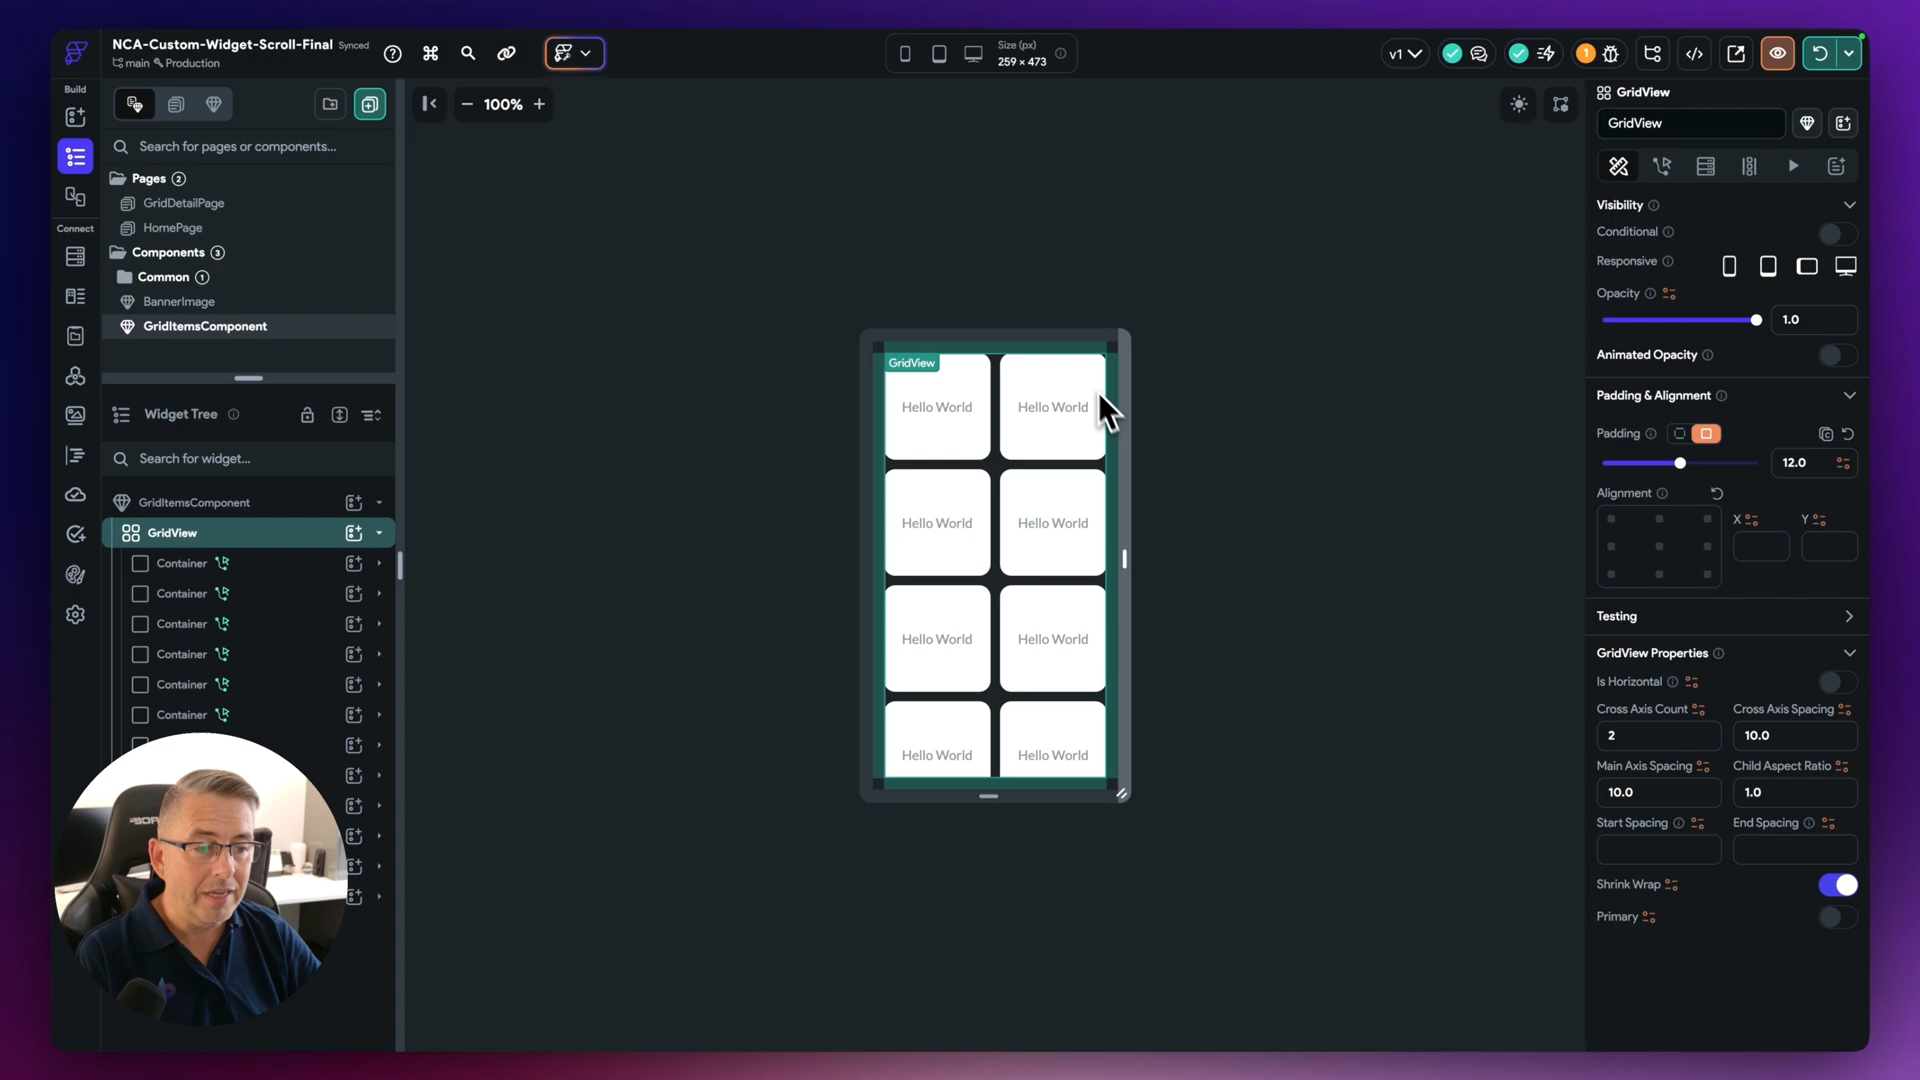 NCA-Custom-Widget-Scroll-Final Synced
main Production
100%
Size (px)
259 × 473
v1
1
Build
Search for pages or components...
Pages 2
GridDetailPage
HomePage
Components 3
Common 1
BannerImage
GridItemsComponent
Connect
Widget Tree
Search for widget...
GridItemsComponent
GridView
Container
Container
Container
Container
Container
Container
GridView
Hello World Hello World
Hello World Hello World
Hello World Hello World
Hello World Hello World
GridView
GridView
Visibility
Conditional
Responsive
Opacity
1.0
Animated Opacity
Padding & Alignment
Padding
12.0
Alignment X Y
Testing
GridView Properties
Is Horizontal
Cross Axis Count Cross Axis Spacing
2 10.0
Main Axis Spacing Child Aspect Ratio
10.0 1.0
Start Spacing End Spacing
Shrink Wrap
Primary